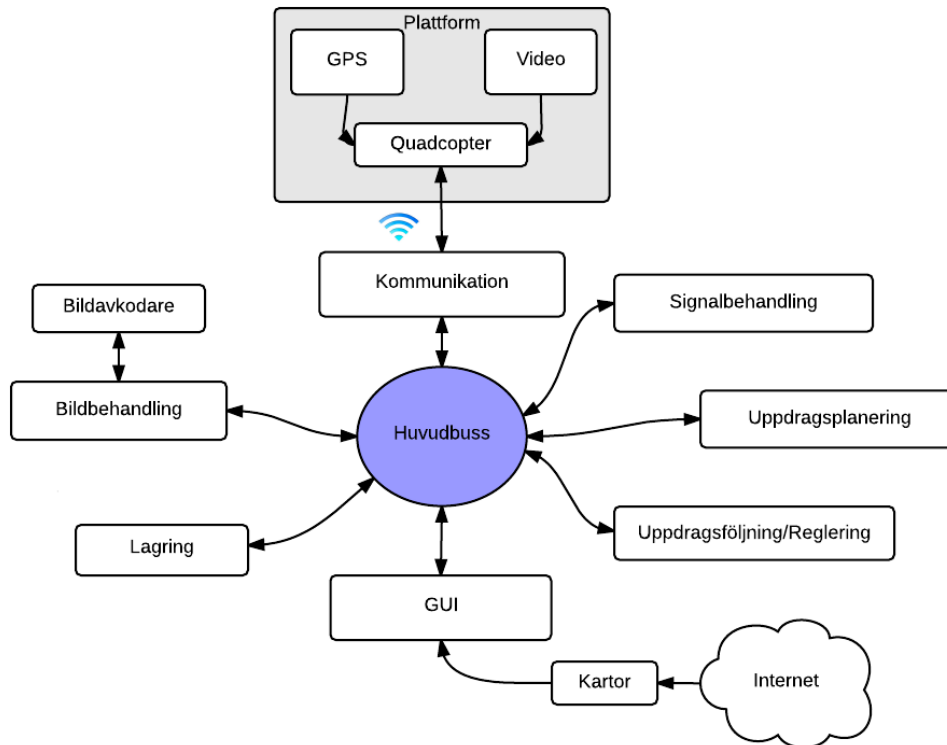 Plattform
GPS
Video
Quadcopter
Kommunikation
Signalbehandling
Bildavkodare
Bildbehandling
Uppdragsplanering
Huvudbuss
Lagring
Uppdragsföljning/Reglering
GUI
Kartor
Internet